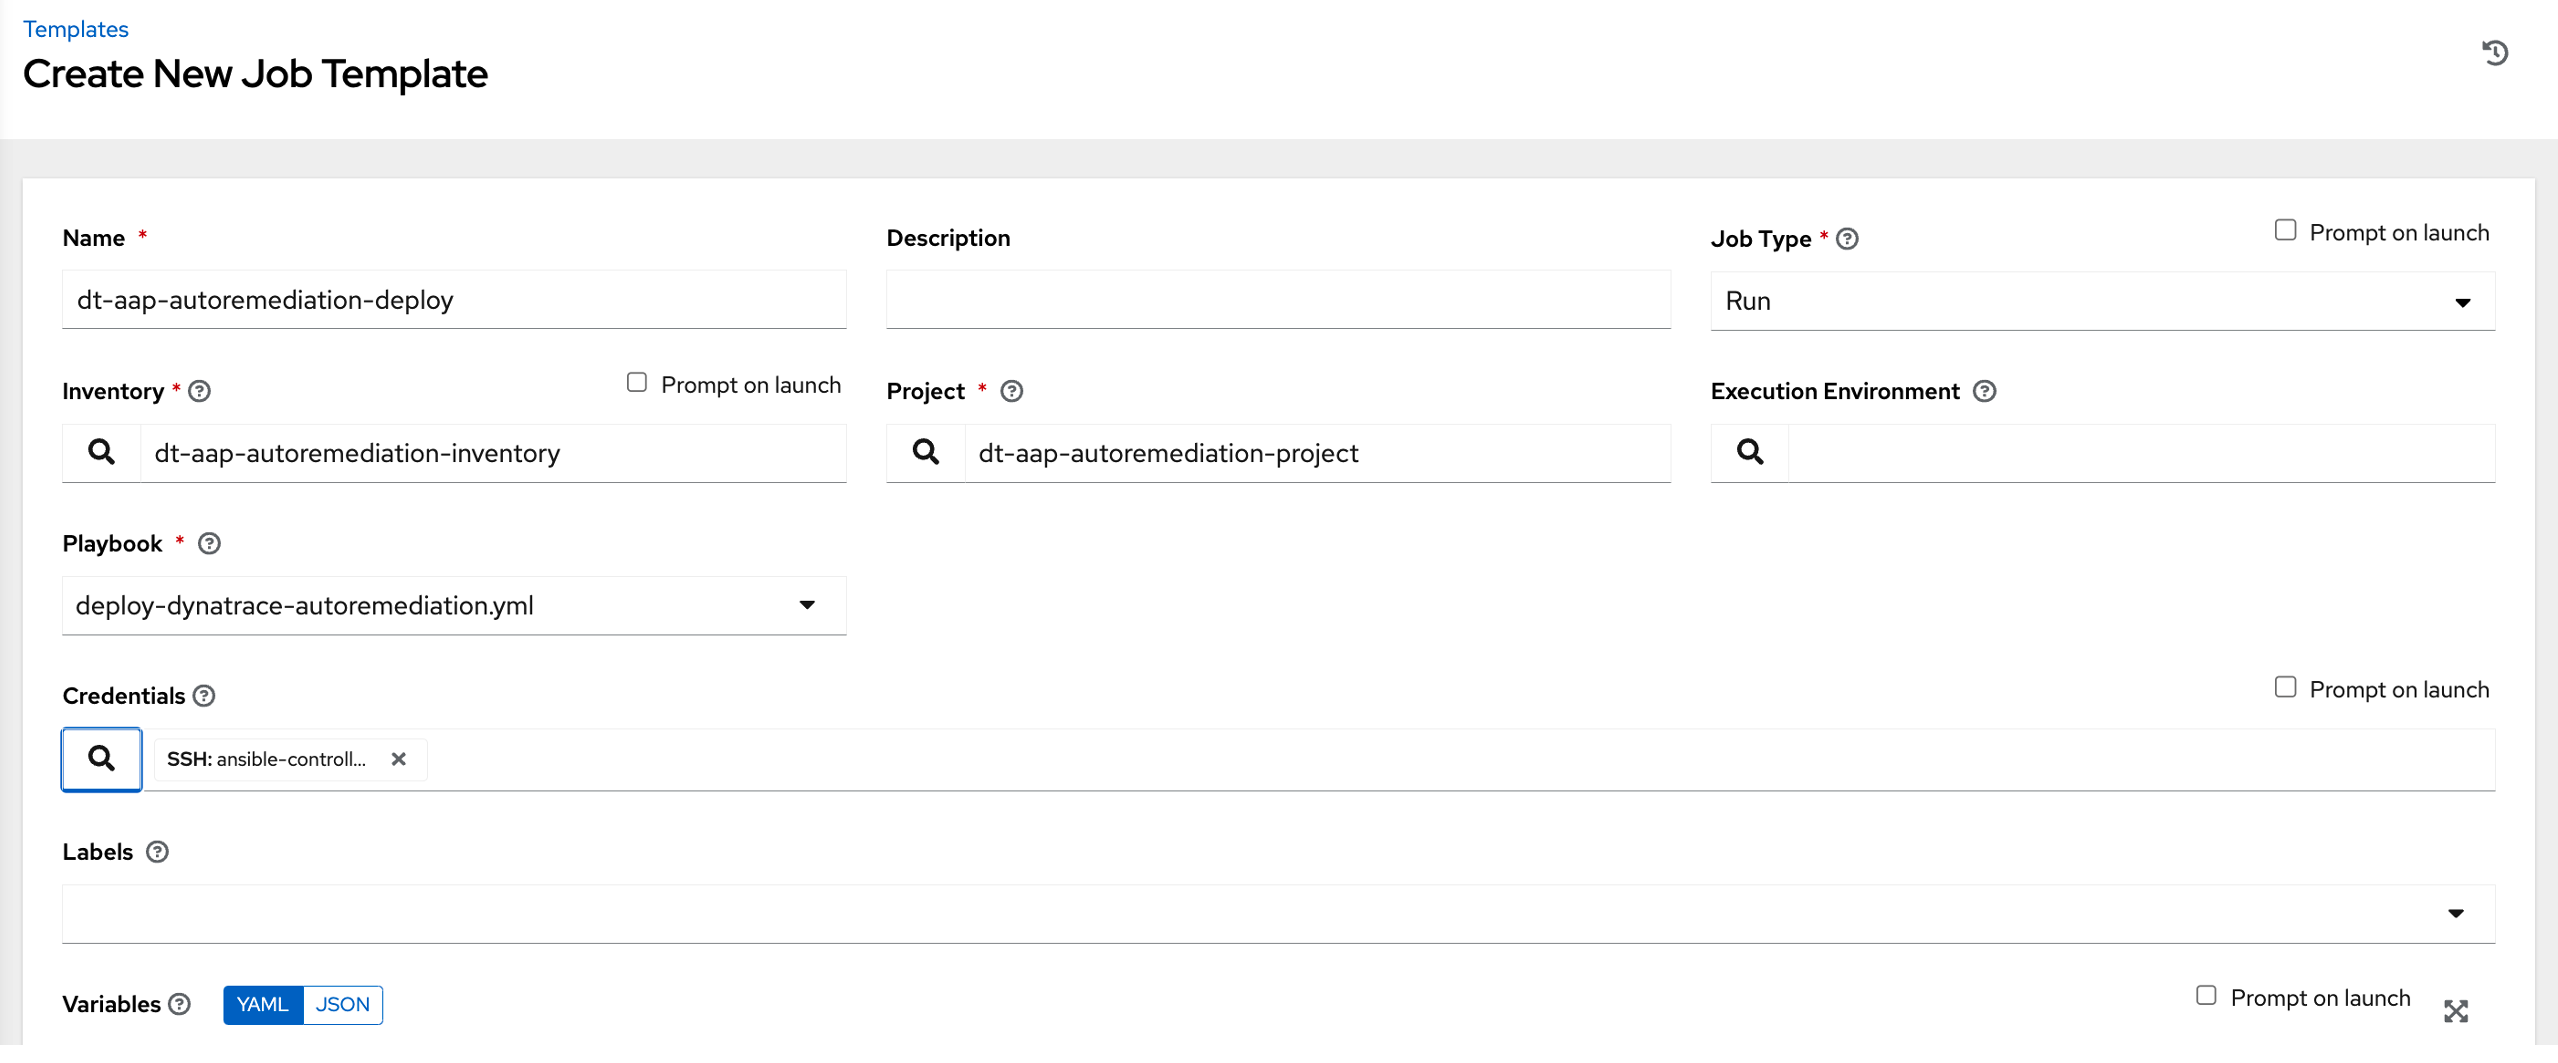 Templates
Create New Job Template
Name *
Description
Job Type *
Prompt on launch
dt-aap-autoremediation-deploy
Run
Inventory *
Prompt on launch
Project *
Execution Environment
dt-aap-autoremediation-inventory
dt-aap-autoremediation-project
Playbook *
deploy-dynatrace-autoremediation.yml
Credentials
Prompt on launch
SSH: ansible-controll...
Labels
Variables
YAML
JSON
Prompt on launch